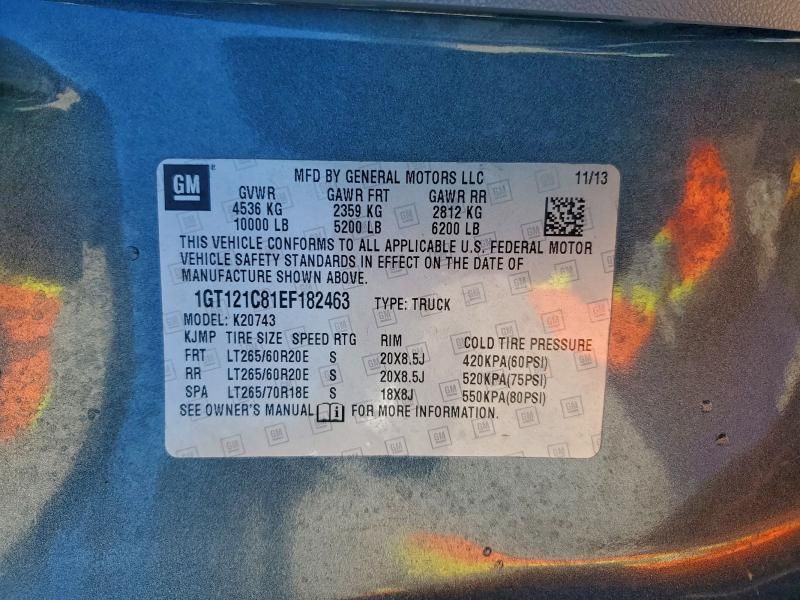 GM
MFD BY GENERAL MOTORS LLC 11/13
GVWR GAWR FRT GAWR RR
4536 KG 2359 KG 2812 KG
10000 LB 5200 LB 6200 LB
THIS VEHICLE CONFORMS TO ALL APPLICABLE U.S. FEDERAL MOTOR
VEHICLE SAFETY STANDARDS IN EFFECT ON THE DATE OF
MANUFACTURE SHOWN ABOVE.
1GT121C81EF182463 TYPE: TRUCK
MODEL: K20743
KJMP TIRE SIZE SPEED RTG RIM COLD TIRE PRESSURE
FRT LT265/60R20E S 20X8.5J 420KPA(60PSI)
RR LT265/60R20E S 20X8.5J 520KPA(75PSI)
SPA LT265/70R18E S 18X8J 550KPA(80PSI)
SEE OWNER'S MANUAL FOR MORE INFORMATION.